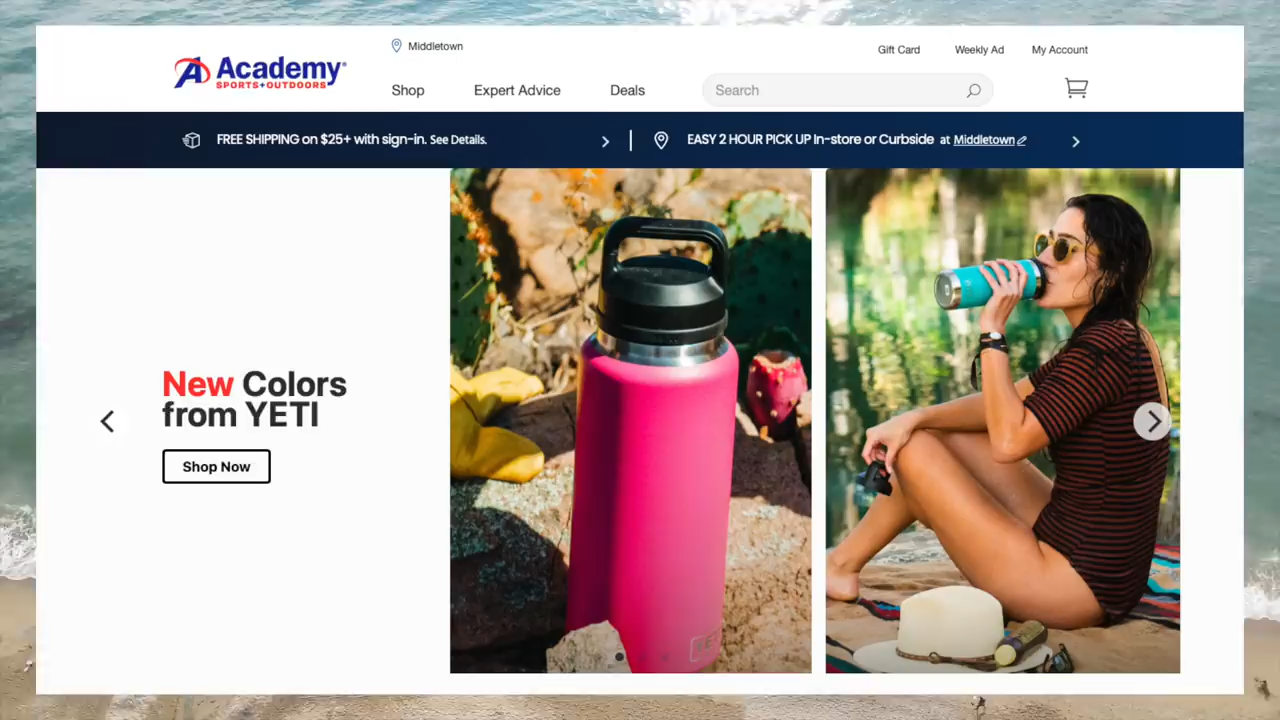 Middletown
Gift Card
Weekly Ad
My Account
Academy
SPORTS+OUTDOORS
Shop
Expert Advice
Deals
Search
FREE SHIPPING on $25+ with sign-in. See Details.
EASY 2 HOUR PICK UP In-store or Curbside at Middletown
New Colors
from YETI
Shop Now
YETI